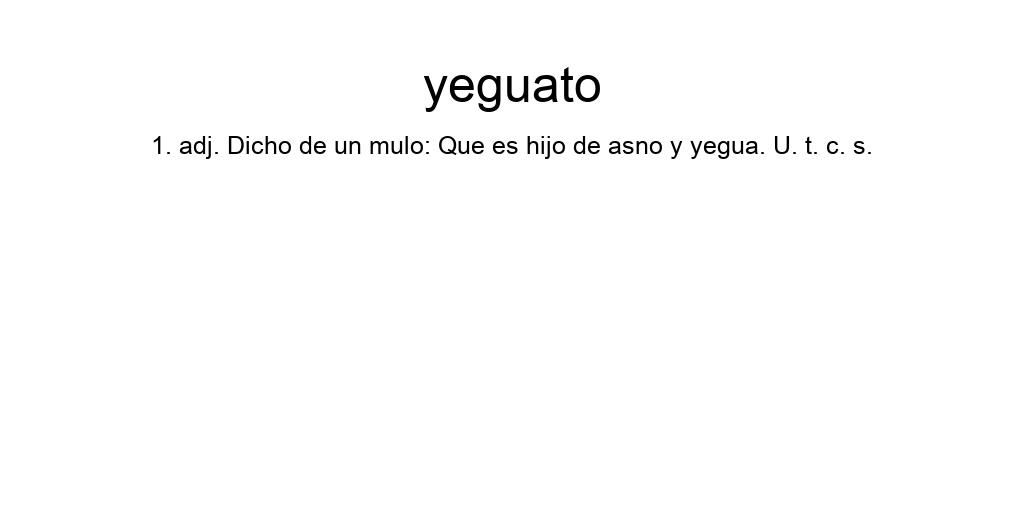 yeguato
1. adj. Dicho de un mulo: Que es hijo de asno y yegua. U. t. c. s.